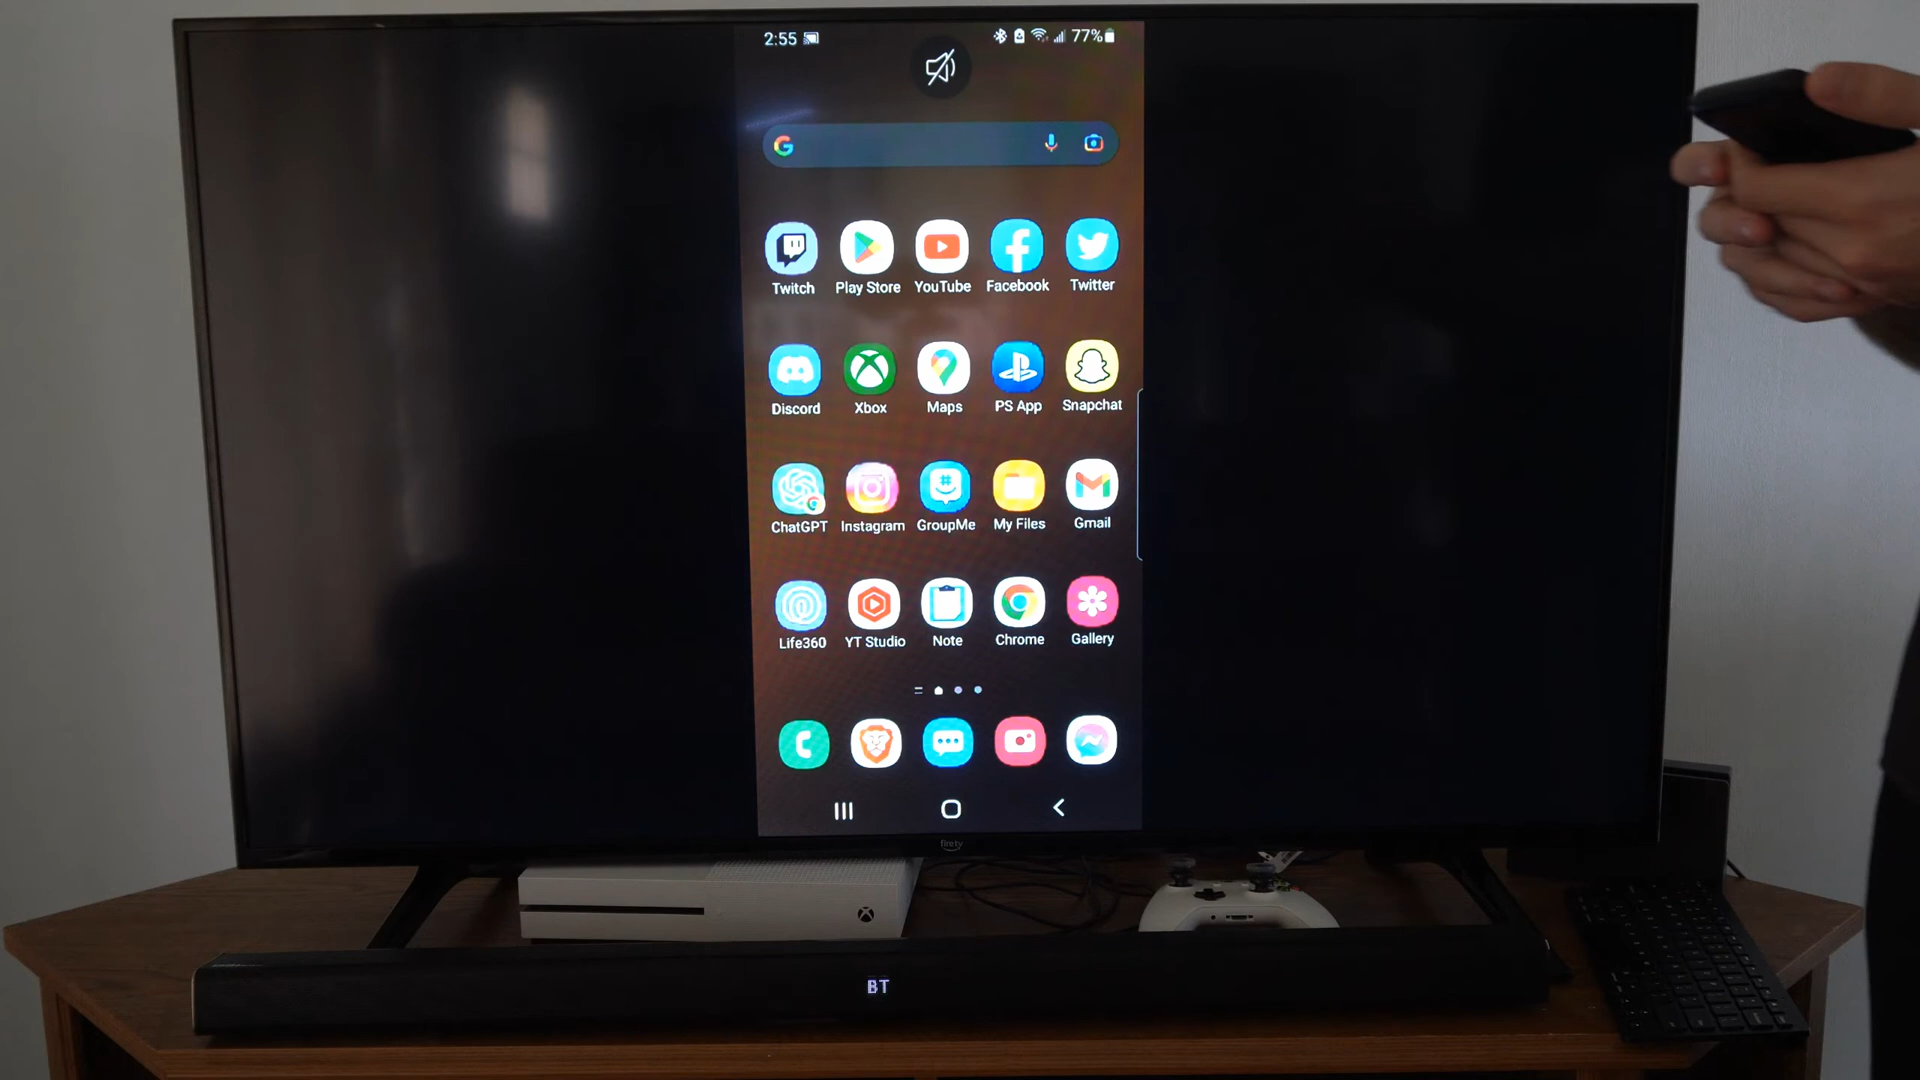 2:55 77%
Twitch Play Store YouTube Facebook Twitter
Discord Xbox Maps PS App Snapchat
ChatGPT Instagram GroupMe My Files Gmail
Life360 YT Studio Note Chrome Gallery
firetv
BT